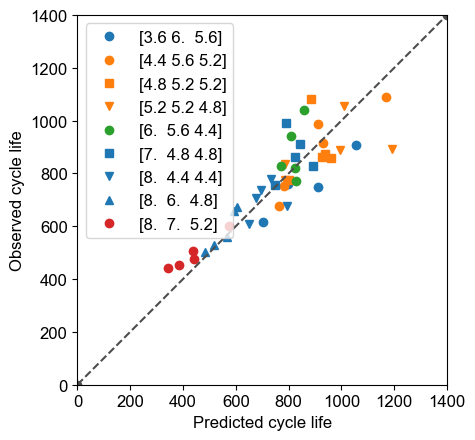 1400
1200
1000
800
600
400
200
0
Observed cycle life
[3.6 6.  5.6]
[4.4 5.6 5.2]
[4.8 5.2 5.2]
[5.2 5.2 4.8]
[6.  5.6 4.4]
[7.  4.8 4.8]
[8.  4.4 4.4]
[8.  6.  4.8]
[8.  7.  5.2]
0 200 400 600 800 1000 1200 1400
Predicted cycle life